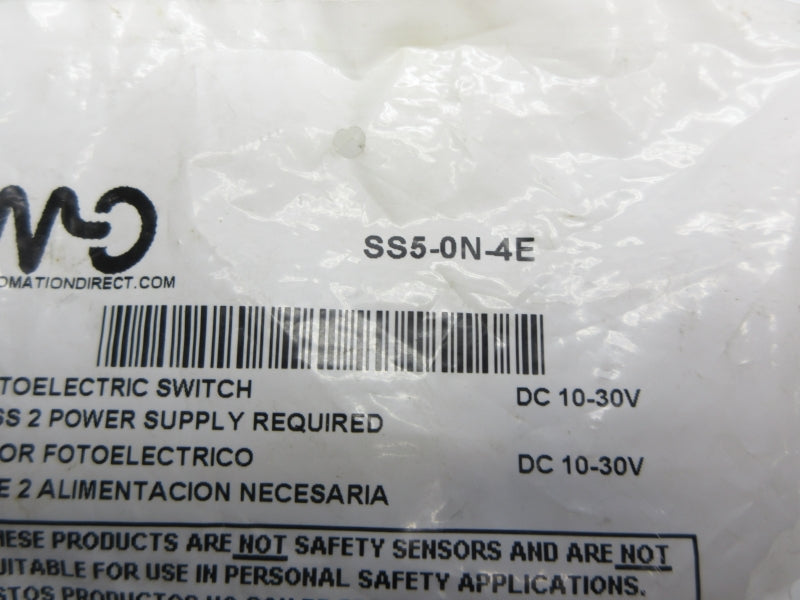 SS5-0N-4E
OMATIONDIRECT.COM
TOELECTRIC SWITCH DC 10-30V
SS 2 POWER SUPPLY REQUIRED
OR FOTOELECTRICO DC 10-30V
E 2 ALIMENTACION NECESARIA
HESE PRODUCTS ARE NOT SAFETY SENSORS AND ARE NOT
UITABLE FOR USE IN PERSONAL SAFETY APPLICATIONS.
STOS PRODUCTOS